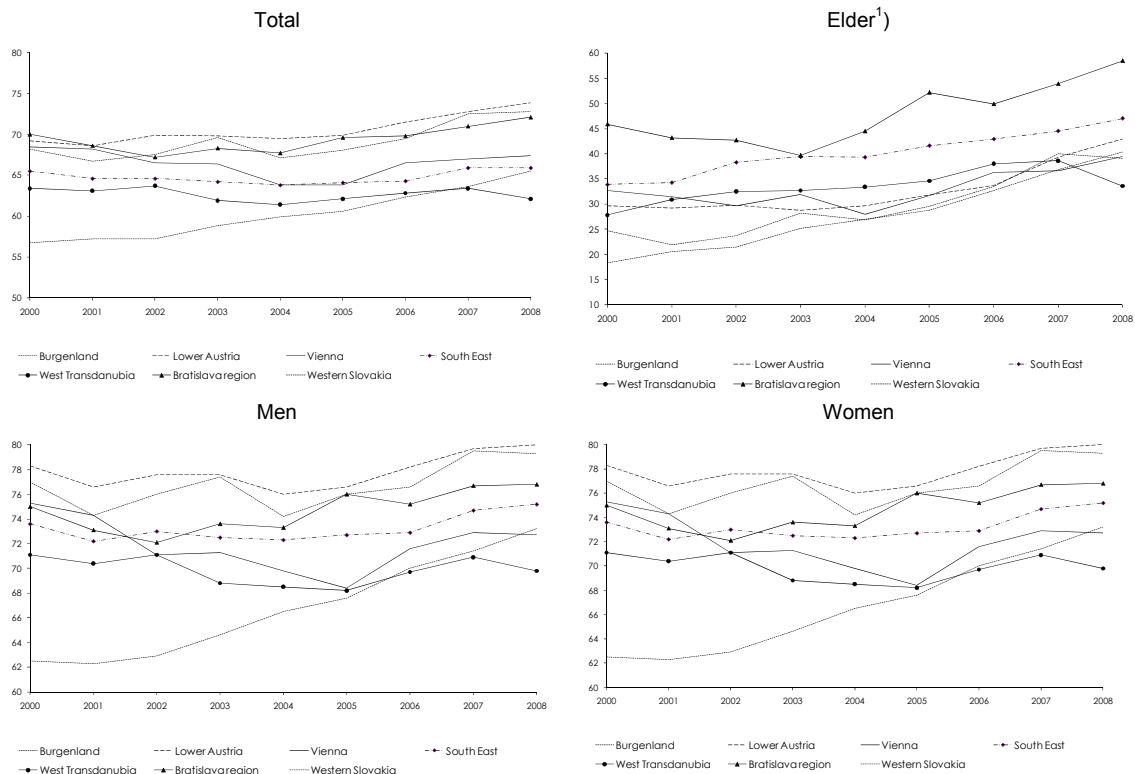 Total
80
75
70
65
60
55
50
2000 2001 2002 2003 2004 2005 2006 2007 2008
Burgenland Lower Austria Vienna South East
West Transdanubia Bratislava region Western Slovakia
Elder¹)
60
55
50
45
40
35
30
25
20
15
10
2000 2001 2002 2003 2004 2005 2006 2007 2008
Burgenland Lower Austria Vienna South East
West Transdanubia Bratislava region Western Slovakia
Men
80
78
76
74
72
70
68
66
64
62
60
2000 2001 2002 2003 2004 2005 2006 2007 2008
Burgenland Lower Austria Vienna South East
West Transdanubia Bratislava region Western Slovakia
Women
80
78
76
74
72
70
68
66
64
62
60
2000 2001 2002 2003 2004 2005 2006 2007 2008
Burgenland Lower Austria Vienna South East
West Transdanubia Bratislava region Western Slovakia